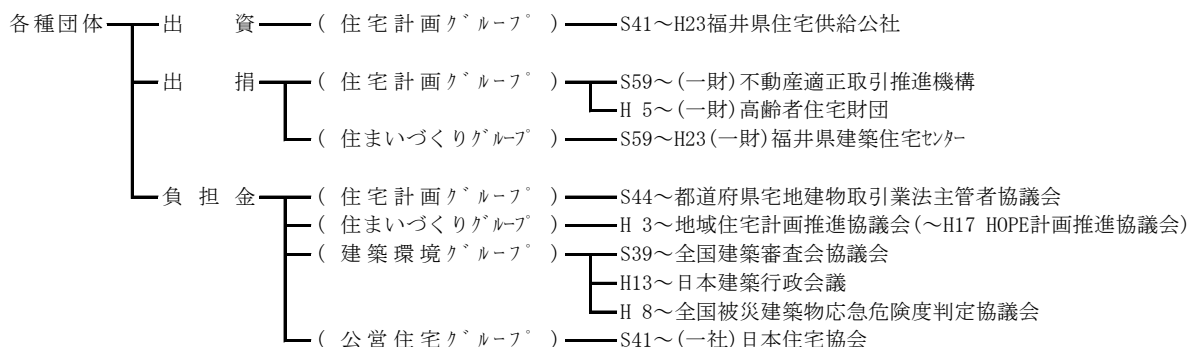 各種団体 出　資 ( 住宅計画ｸﾞﾙｰﾌﾟ ) S41～H23福井県住宅供給公社
出　捐 ( 住宅計画ｸﾞﾙｰﾌﾟ ) S59～(一財)不動産適正取引推進機構
H 5～(一財)高齢者住宅財団
( 住まいづくりｸﾞﾙｰﾌﾟ ) S59～H23(一財)福井県建築住宅ｾﾝﾀｰ
負担金 ( 住宅計画ｸﾞﾙｰﾌﾟ ) S44～都道府県宅地建物取引業法主管者協議会
( 住まいづくりｸﾞﾙｰﾌﾟ ) H 3～地域住宅計画推進協議会(～H17 HOPE計画推進協議会)
( 建築環境ｸﾞﾙｰﾌﾟ ) S39～全国建築審査会協議会
H13～日本建築行政会議
H 8～全国被災建築物応急危険度判定協議会
( 公営住宅ｸﾞﾙｰﾌﾟ ) S41～(一社)日本住宅協会